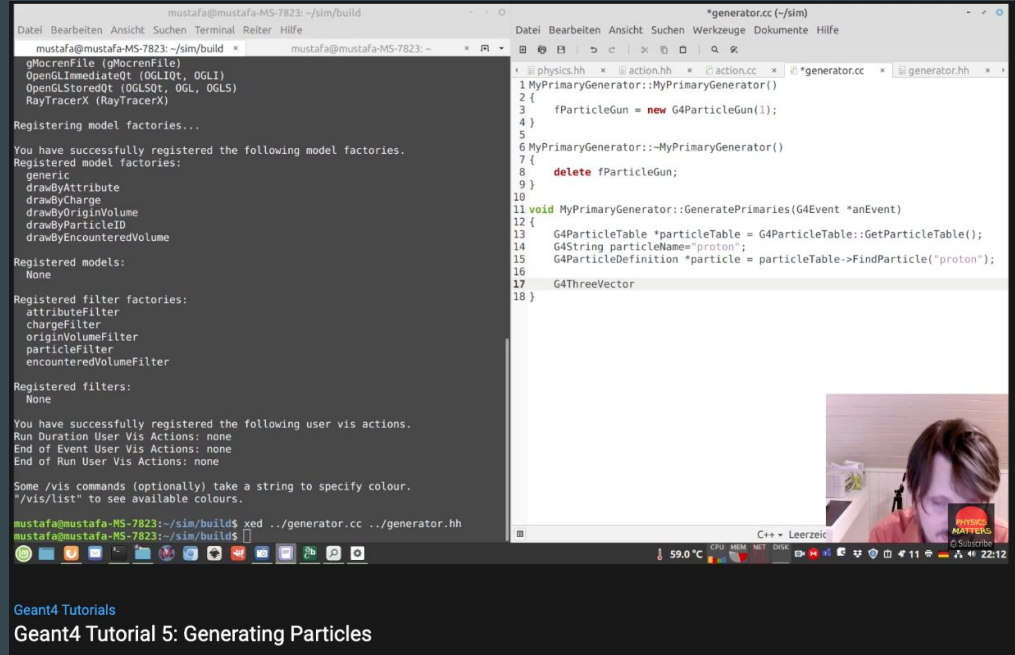 mustafa@mustafa-MS-7823: ~/sim/build
Datei Bearbeiten Ansicht Suchen Terminal Reiter Hilfe
mustafa@mustafa-MS-7823: ~/sim/build × mustafa@mustafa-MS-7823: ~ ×
gMocrenFile (gMocrenFile)
OpenGLImmediateQt (OGLIQt, OGLI)
OpenGLStoredQt (OGLSQt, OGL, OGLS)
RayTracerX (RayTracerX)
Registering model factories...
You have successfully registered the following model factories.
Registered model factories:
generic
drawByAttribute
drawByCharge
drawByOriginVolume
drawByParticleID
drawByEncounteredVolume
Registered models:
None
Registered filter factories:
attributeFilter
chargeFilter
originVolumeFilter
particleFilter
encounteredVolumeFilter
Registered filters:
None
You have successfully registered the following user vis actions.
Run Duration User Vis Actions: none
End of Event User Vis Actions: none
End of Run User Vis Actions: none
Some /vis commands (optionally) take a string to specify colour.
"/vis/list" to see available colours.
mustafa@mustafa-MS-7823:~/sim/build$ xed ../generator.cc ../generator.hh
mustafa@mustafa-MS-7823:~/sim/build$
*generator.cc (~/sim)
Datei Bearbeiten Ansicht Suchen Werkzeuge Dokumente Hilfe
physics.hh × action.hh × action.cc × *generator.cc × generator.hh ×
1 MyPrimaryGenerator::MyPrimaryGenerator()
2 {
3 fParticleGun = new G4ParticleGun(1);
4 }
5
6 MyPrimaryGenerator::~MyPrimaryGenerator()
7 {
8 delete fParticleGun;
9 }
10
11 void MyPrimaryGenerator::GeneratePrimaries(G4Event *anEvent)
12 {
13 G4ParticleTable *particleTable = G4ParticleTable::GetParticleTable();
14 G4String particleName="proton";
15 G4ParticleDefinition *particle = particleTable->FindParticle("proton");
16
17 G4ThreeVector
18 }
C++ Leerzeic
PHYSICS
MATTERS
Subscribe
59.0 °C CPU MEM NET DISK 11 22:12
Geant4 Tutorials
Geant4 Tutorial 5: Generating Particles